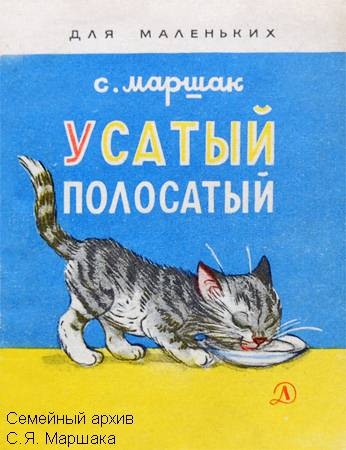 ДЛЯ МАЛЕНЬКИХ
С. Маршак
УСАТЫЙ
ПОЛОСАТЫЙ
Д
Семейный архив
С.Я. Маршака